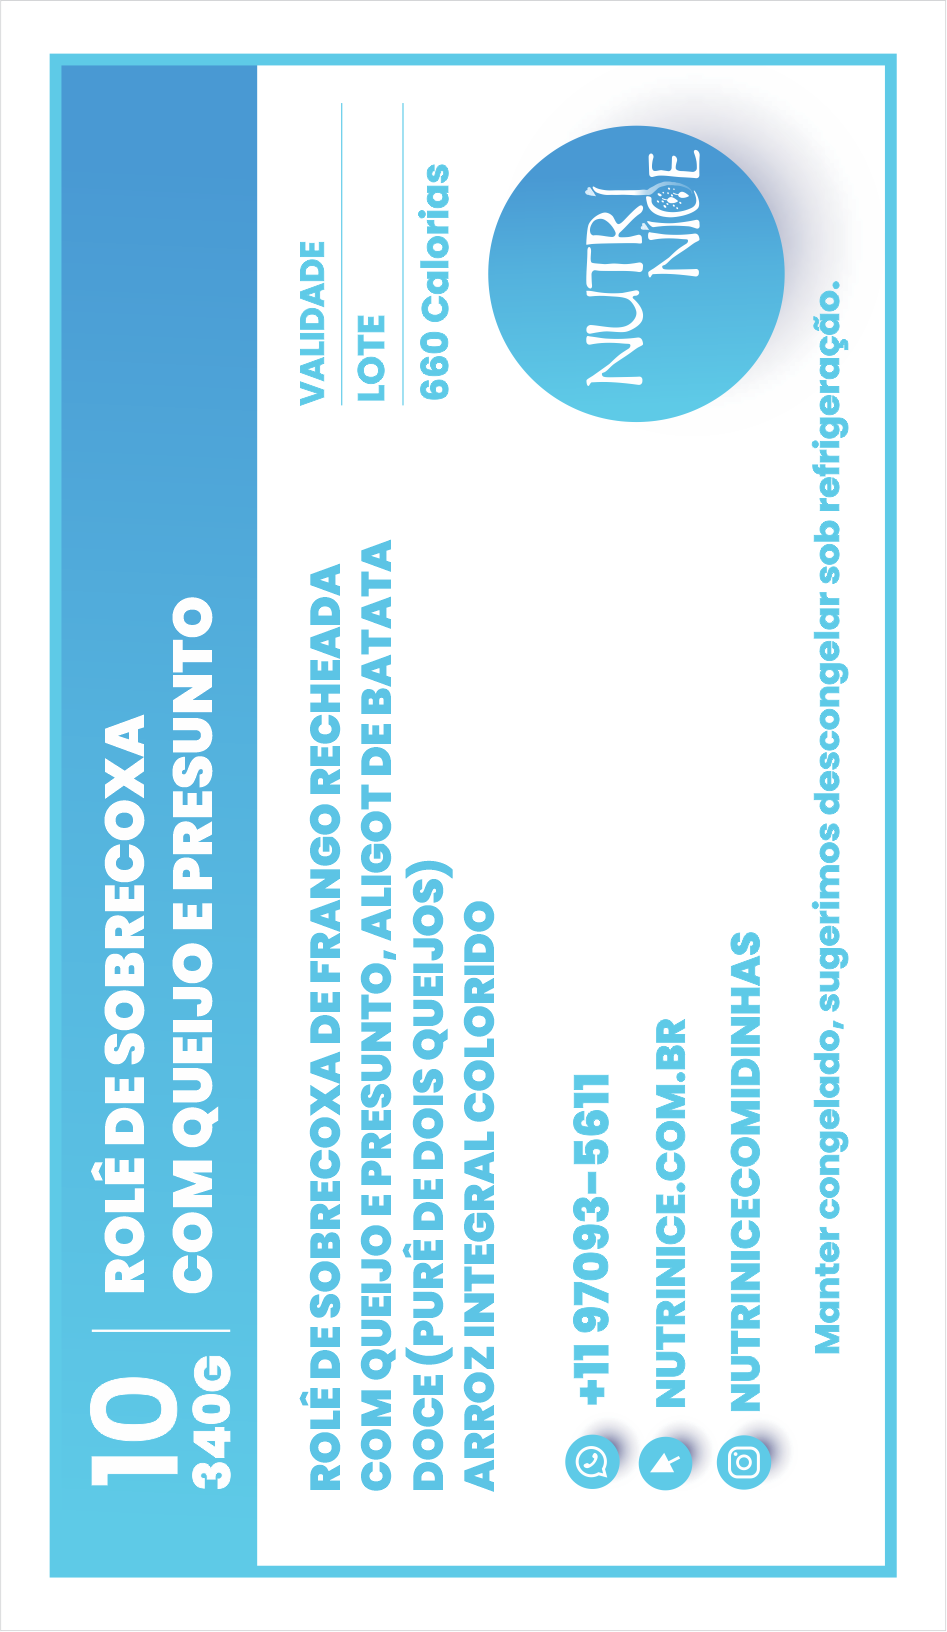 10
340G
ROLÊ DE SOBRECOXA
COM QUEIJO E PRESUNTO
ROLÊ DE SOBRECOXA DE FRANGO RECHEADA
COM QUEIJO E PRESUNTO, ALIGOT DE BATATA
DOCE (PURÊ DE DOIS QUEIJOS)
ARROZ INTEGRAL COLORIDO
VALIDADE
LOTE
660 Calorias
NUTRI
NICE
+11 97093-5611
NUTRINICE.COM.BR
NUTRINICECOMIDINHAS
Manter congelado, sugerimos descongelar sob refrigeração.